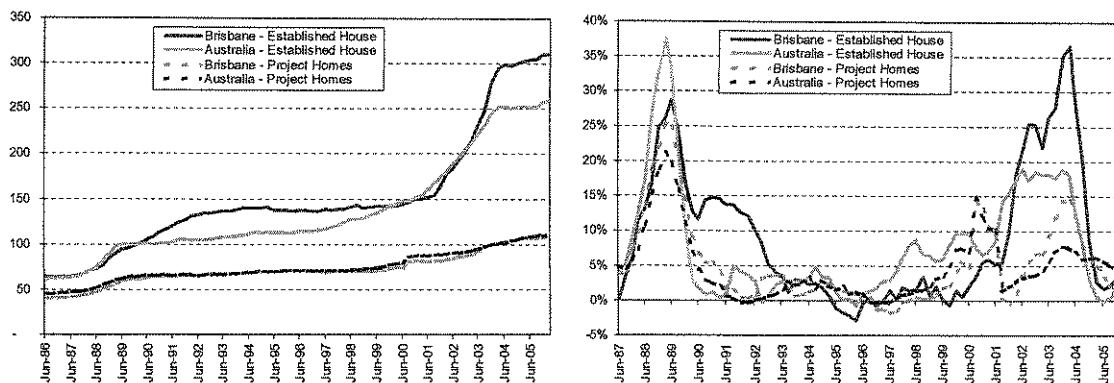 350
300
250
200
150
100
50
-
Brisbane - Established House
Australia - Established House
Brisbane - Project Homes
Australia - Project Homes
Jun-86
Jun-87
Jun-88
Jun-89
Jun-90
Jun-91
Jun-92
Jun-93
Jun-94
Jun-95
Jun-96
Jun-97
Jun-98
Jun-99
Jun-00
Jun-01
Jun-02
Jun-03
Jun-04
Jun-05
40%
35%
30%
25%
20%
15%
10%
5%
0%
-5%
Brisbane - Established House
Australia - Established House
Brisbane - Project Homes
Australia - Project Homes
Jun-87
Jun-88
Jun-89
Jun-90
Jun-91
Jun-92
Jun-93
Jun-94
Jun-95
Jun-96
Jun-97
Jun-98
Jun-99
Jun-00
Jun-01
Jun-02
Jun-03
Jun-04
Jun-05